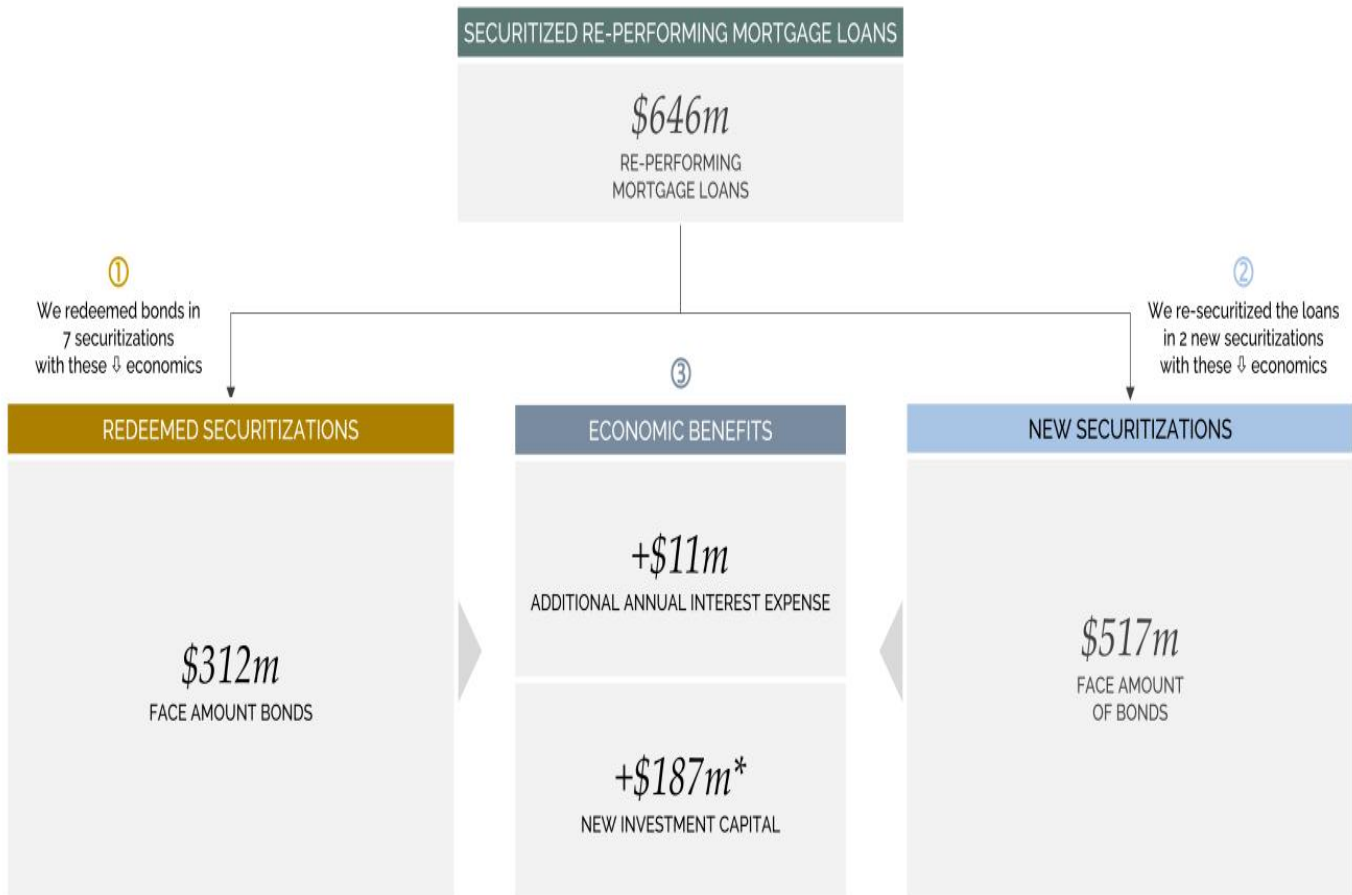 SECURITIZED RE-PERFORMING MORTGAGE LOANS
$646m
RE-PERFORMING
MORTGAGE LOANS
①
We redeemed bonds in
7 securitizations
with these ⇩ economics
②
We re-securitized the loans
in 2 new securitizations
with these ⇩ economics
③
REDEEMED SECURITIZATIONS
$312m
FACE AMOUNT BONDS
ECONOMIC BENEFITS
+$11m
ADDITIONAL ANNUAL INTEREST EXPENSE
+$187m*
NEW INVESTMENT CAPITAL
NEW SECURITIZATIONS
$517m
FACE AMOUNT
OF BONDS